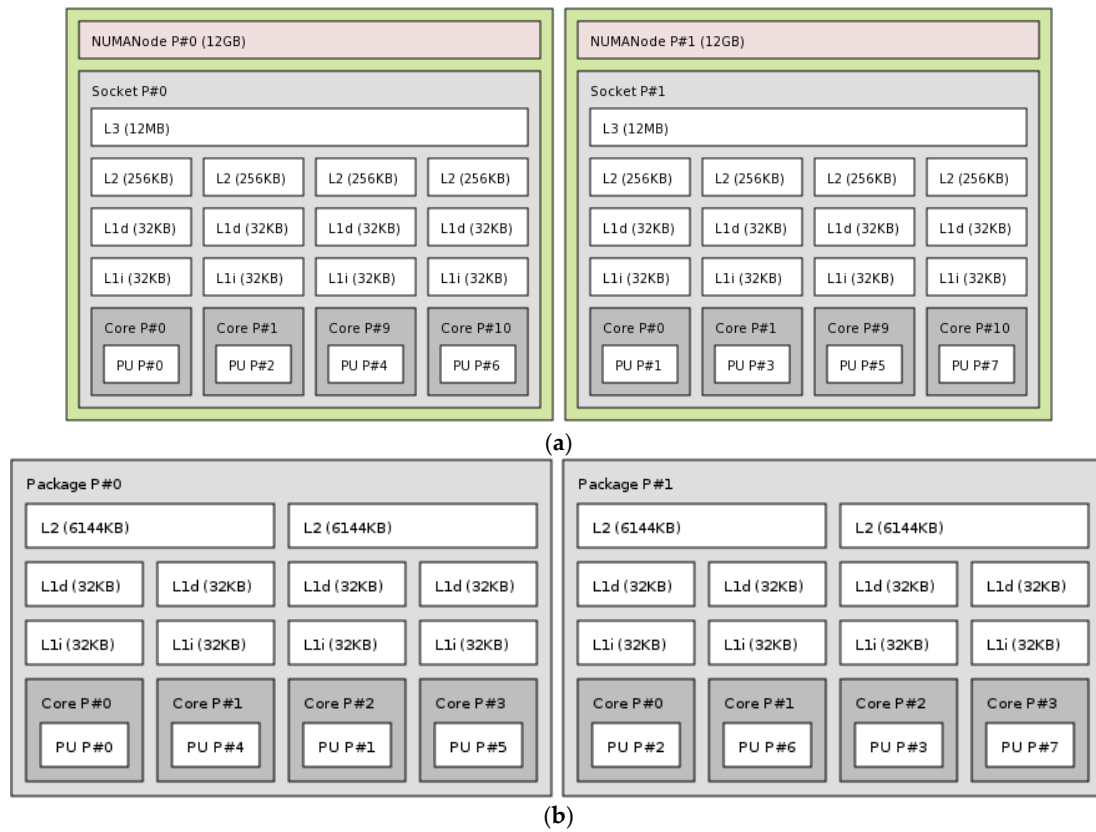 NUMANode P#0 (12GB) NUMANode P#1 (12GB)
Socket P#0 Socket P#1
L3 (12MB) L3 (12MB)
L2 (256KB) L2 (256KB) L2 (256KB) L2 (256KB) L2 (256KB) L2 (256KB) L2 (256KB) L2 (256KB)
L1d (32KB) L1d (32KB) L1d (32KB) L1d (32KB) L1d (32KB) L1d (32KB) L1d (32KB) L1d (32KB)
L1i (32KB) L1i (32KB) L1i (32KB) L1i (32KB) L1i (32KB) L1i (32KB) L1i (32KB) L1i (32KB)
Core P#0 Core P#1 Core P#9 Core P#10 Core P#0 Core P#1 Core P#9 Core P#10
PU P#0 PU P#2 PU P#4 PU P#6 PU P#1 PU P#3 PU P#5 PU P#7
(a)
Package P#0 Package P#1
L2 (6144KB) L2 (6144KB) L2 (6144KB) L2 (6144KB)
L1d (32KB) L1d (32KB) L1d (32KB) L1d (32KB) L1d (32KB) L1d (32KB) L1d (32KB) L1d (32KB)
L1i (32KB) L1i (32KB) L1i (32KB) L1i (32KB) L1i (32KB) L1i (32KB) L1i (32KB) L1i (32KB)
Core P#0 Core P#1 Core P#2 Core P#3 Core P#0 Core P#1 Core P#2 Core P#3
PU P#0 PU P#4 PU P#1 PU P#5 PU P#2 PU P#6 PU P#3 PU P#7
(b)